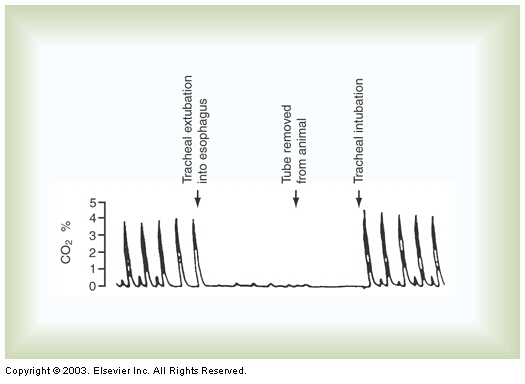 Tracheal extubation
into esophagus
Tube removed
from animal
Tracheal intubation
CO₂ %
5
4
3
2
1
0
Copyright © 2003. Elsevier Inc. All Rights Reserved.